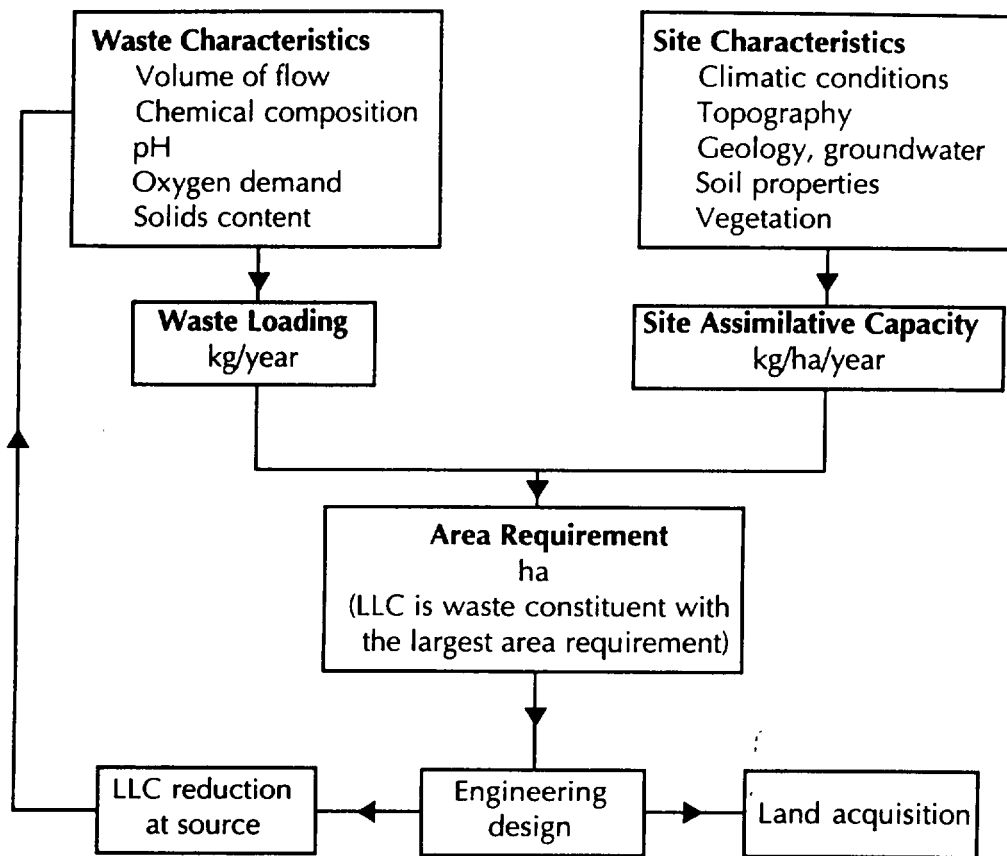 Waste Characteristics
Volume of flow
Chemical composition
pH
Oxygen demand
Solids content
Site Characteristics
Climatic conditions
Topography
Geology, groundwater
Soil properties
Vegetation
Waste Loading
kg/year
Site Assimilative Capacity
kg/ha/year
Area Requirement
ha
(LLC is waste constituent with
the largest area requirement)
LLC reduction
at source
Engineering
design
Land acquisition